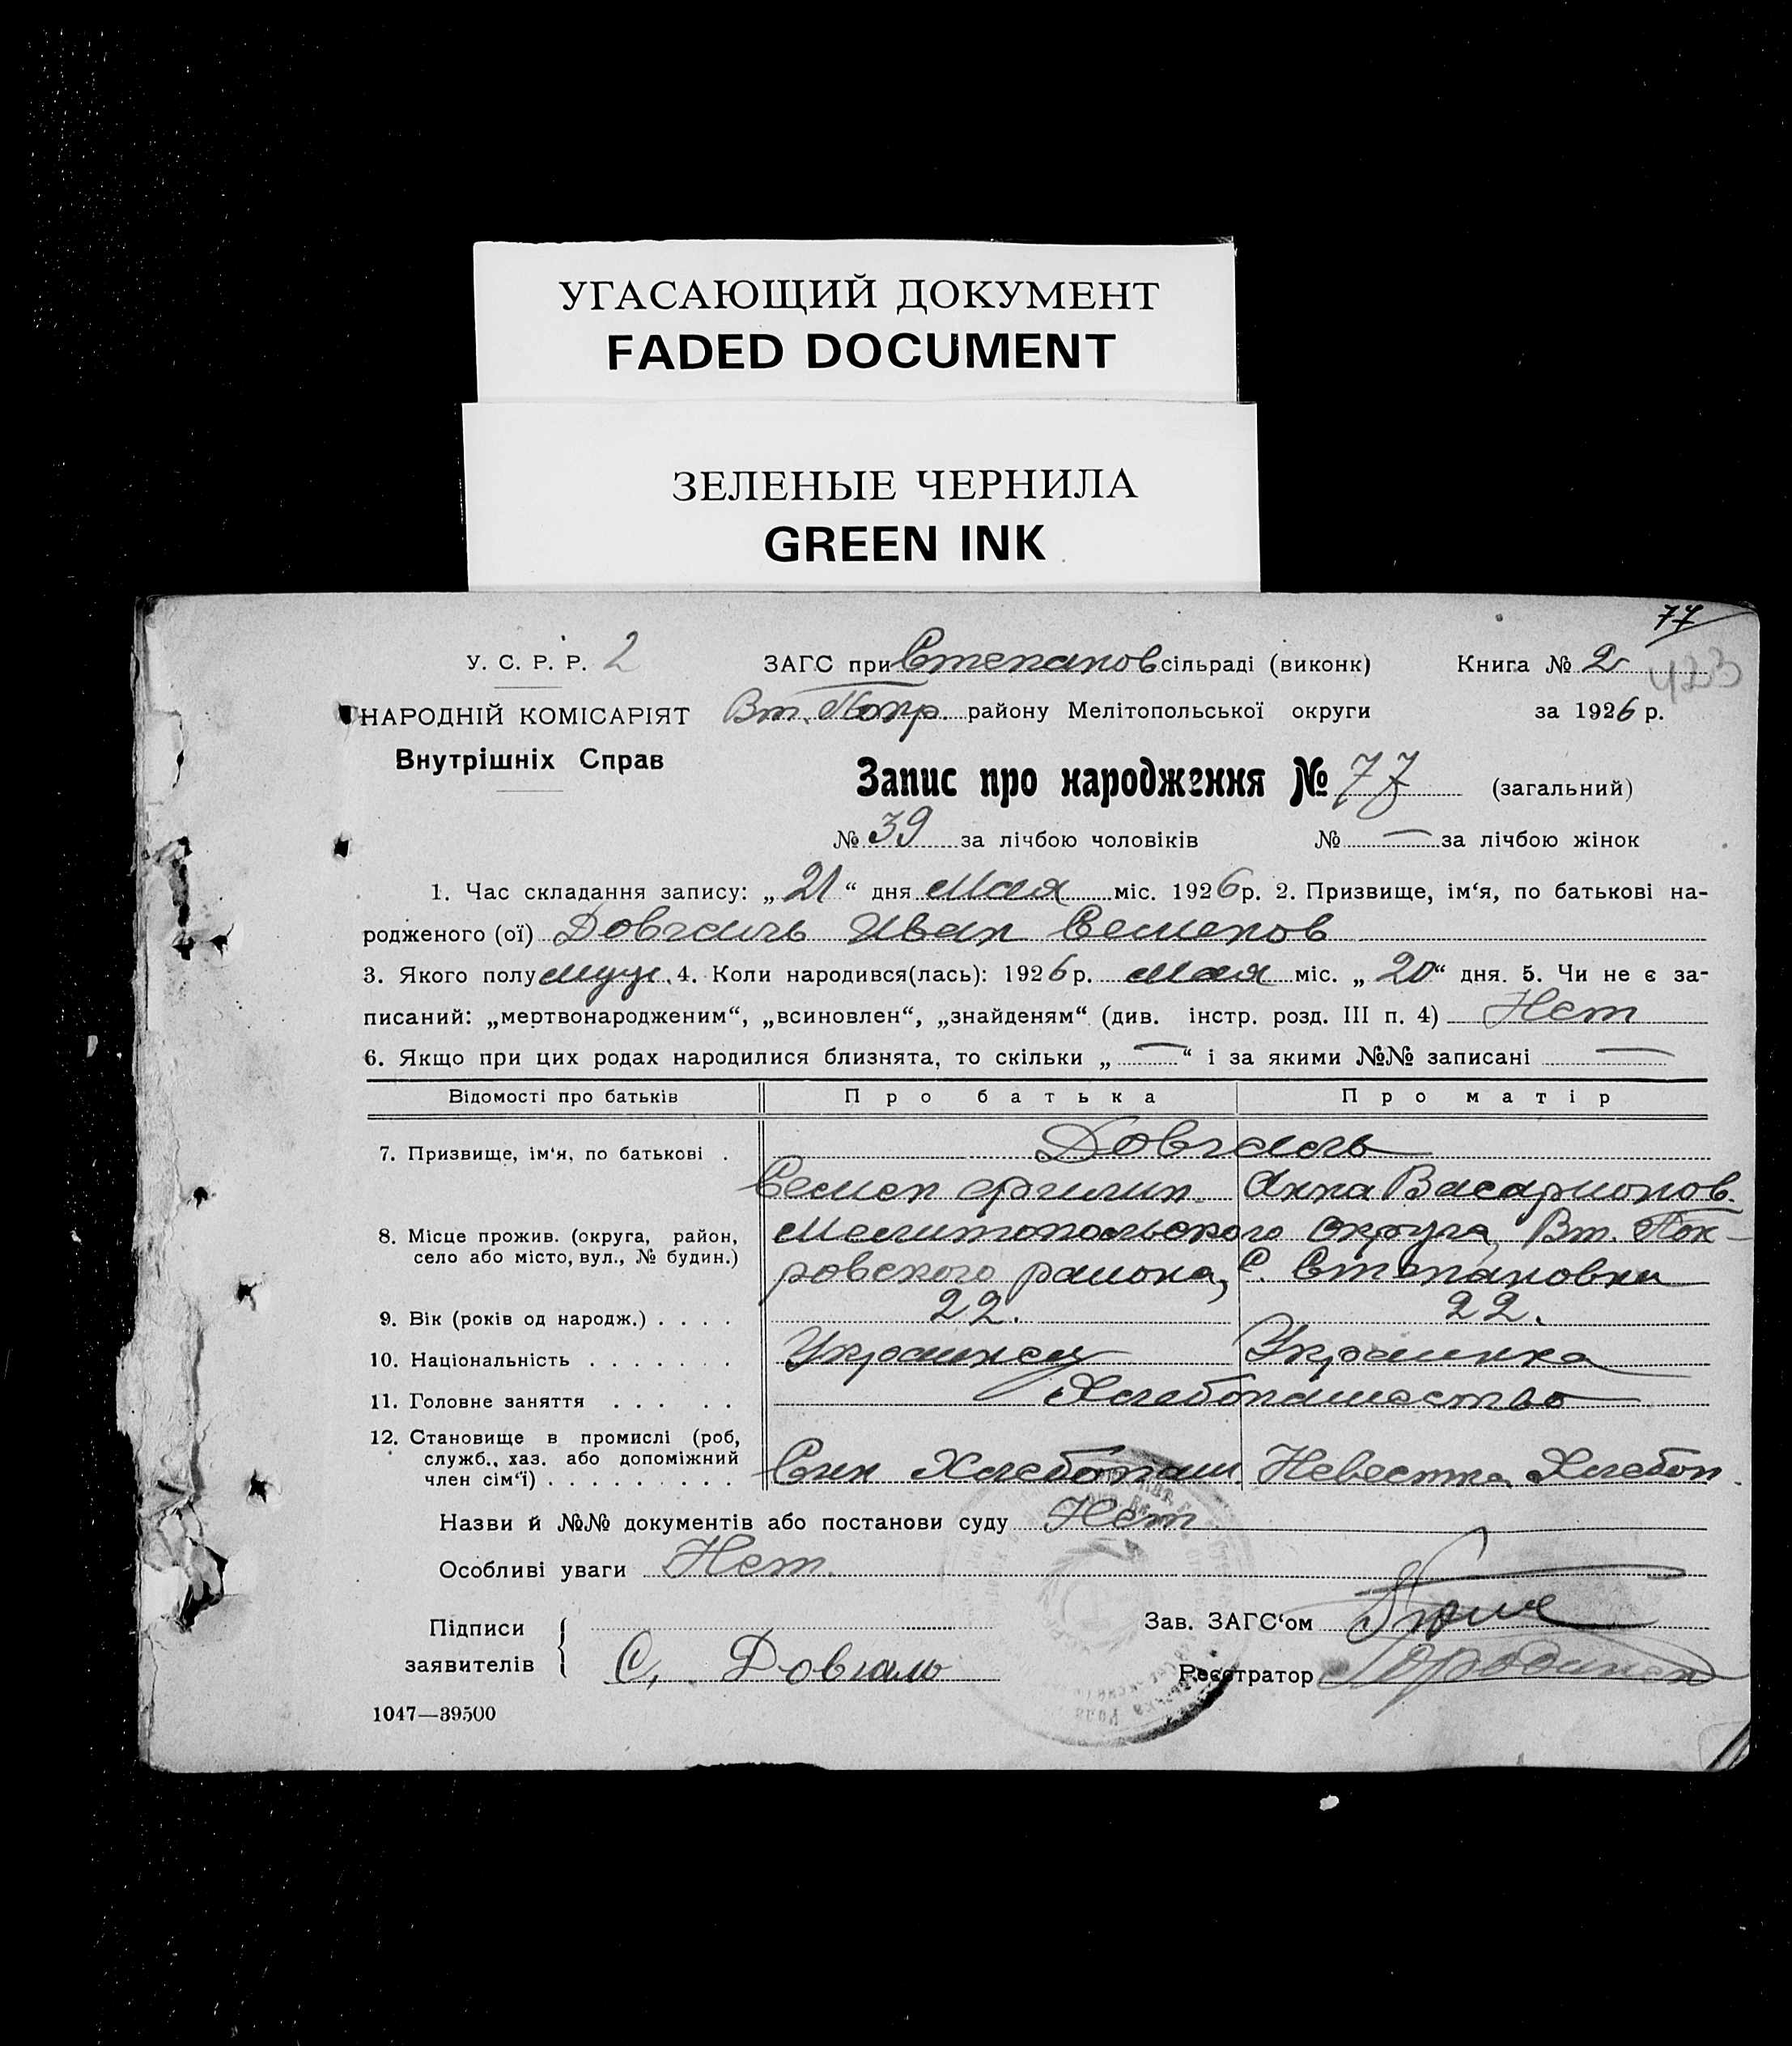 УГАСАЮЩИЙ ДОКУМЕНТ
FADED DOCUMENT
ЗЕЛЕНЫЕ ЧЕРНИЛА
GREEN INK
77
У. С. Р. Р. 2
ЗАГС при Степанов сільраді (виконк)
Книга № 2
423
НАРОДНІЙ КОМІСАРІЯТ
Вт. Покр. району Мелітопольської округи
за 1926 р.
Внутрішніх Справ
Запис про народження № 77 (загальний)
№ 39 за лічбою чоловіків № — за лічбою жінок
1. Час складання запису: „21“ дня Мая міс. 1926 р. 2. Призвище, ім‘я, по батькові на-
родженого (ої) Довгаль Иван Семенов
3. Якого полу муж. 4. Коли народився(лась): 1926 р. Мая міс. „20“ дня. 5. Чи не є за-
писаний: „мертвонародженим“, „всиновлен“, „знайденям“ (див. інстр. розд. III п. 4) Нет
6. Якщо при цих родах народилися близнята, то скільки „—“ і за якими №№ записані —
Відомості про батьків Про батька Про матір
7. Призвище, ім‘я, по батькові . Довгаль
Семен Филип. Анна Васарионов.
8. Місце прожив. (округа, район, Мелитопольского округа, Вт. Пок-
село або місто, вул., № будин.) ровского района, С. Степановки
9. Вік (років од народж.) . . . . 22. 22.
10. Національність . . . . . . . Украинец Украинка
11. Головне заняття . . . . . Хлебопашество
12. Становище в промислі (роб,
служб., хаз. або допоміжний
член сім‘ї) . . . . . . . . . Сын Хлебопаш Невестка Хлебоп.
Назви й №№ документів або постанови суду Нет
Особливі уваги Нет.
Підписи
заявителів
С. Довгаль
Зав. ЗАГС‘ом
Реєстратор
1047—39500